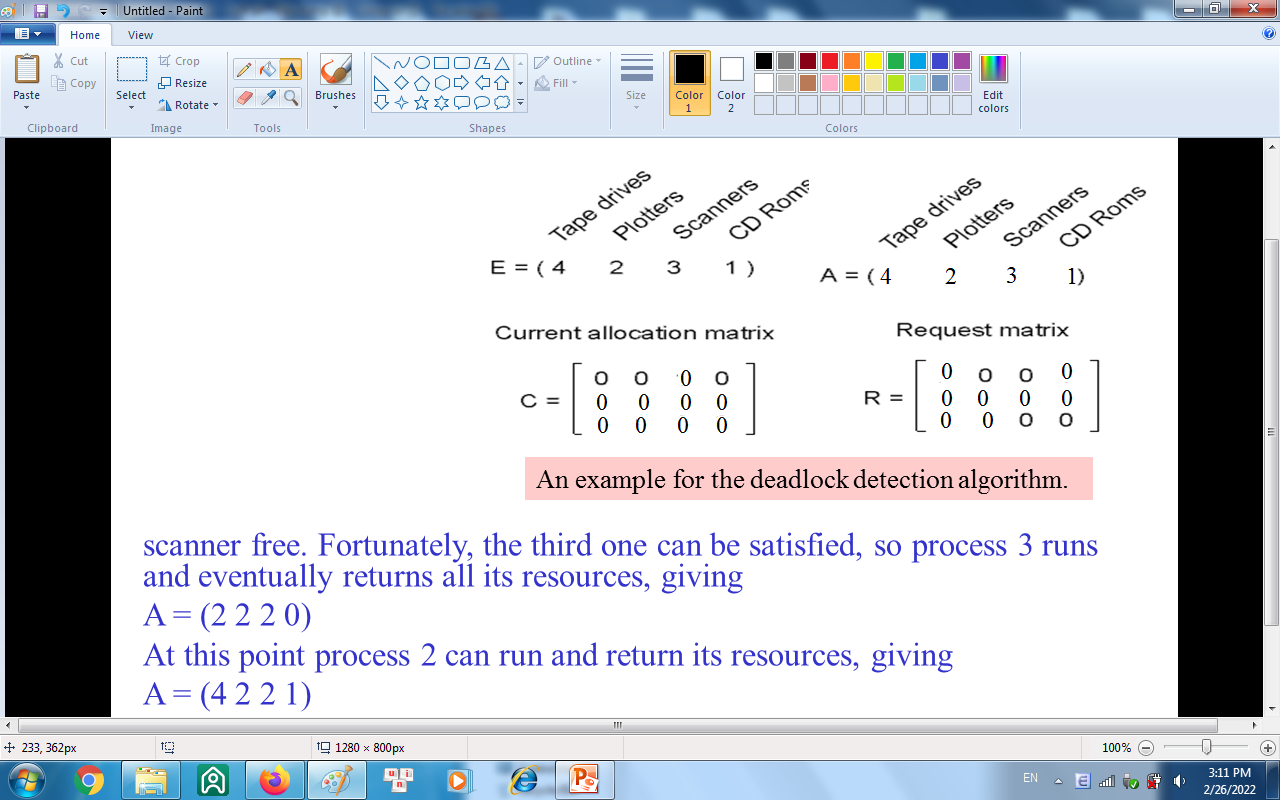 Untitled - Paint
Home View
Paste
Cut
Copy
Clipboard
Select
Crop
Resize
Rotate
Image
Tools
Brushes
Shapes
Outline
Fill
Size
Color 1
Color 2
Edit colors
Colors
Tape drives Plotters Scanners CD Roms
E = ( 4 2 3 1 )
Tape drives Plotters Scanners CD Roms
A = ( 4 2 3 1)
Current allocation matrix
C =
0 0 0 0
0 0 0 0
0 0 0 0
Request matrix
R =
0 0 0 0
0 0 0 0
0 0 0 0
An example for the deadlock detection algorithm.
scanner free. Fortunately, the third one can be satisfied, so process 3 runs
and eventually returns all its resources, giving
A = (2 2 2 0)
At this point process 2 can run and return its resources, giving
A = (4 2 2 1)
233, 362px
1280 × 800px
100%
EN
3:11 PM
2/26/2022